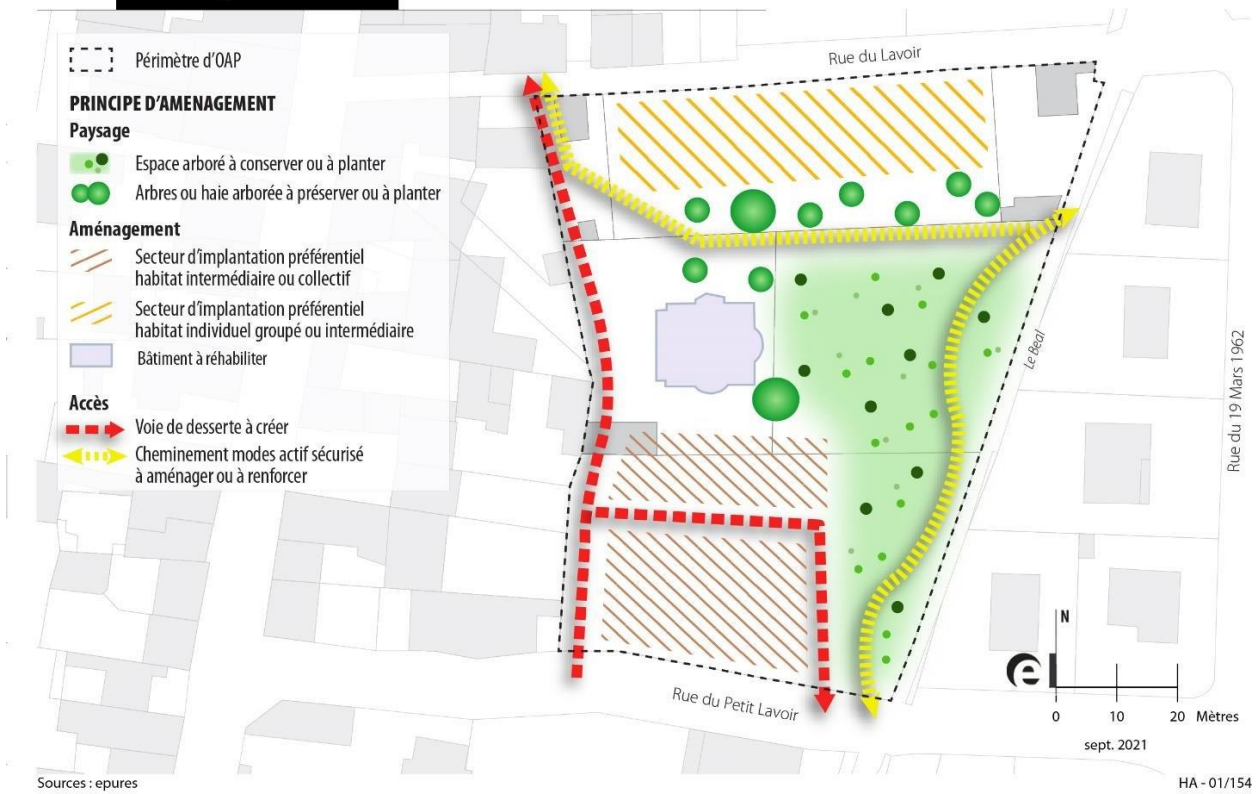 Périmètre d'OAP
PRINCIPE D'AMENAGEMENT
Paysage
Espace arboré à conserver ou à planter
Arbres ou haie arborée à préserver ou à planter
Aménagement
Secteur d'implantation préférentiel
habitat intermédiaire ou collectif
Secteur d'implantation préférentiel
habitat individuel groupé ou intermédiaire
Bâtiment à réhabiliter
Accès
Voie de desserte à créer
Cheminement modes actif sécurisé
à aménager ou à renforcer
Rue du Lavoir
Le Beal
Rue du 19 Mars 1962
Rue du Petit Lavoir
N
0 10 20 Mètres
sept. 2021
Sources : epures
HA - 01/154